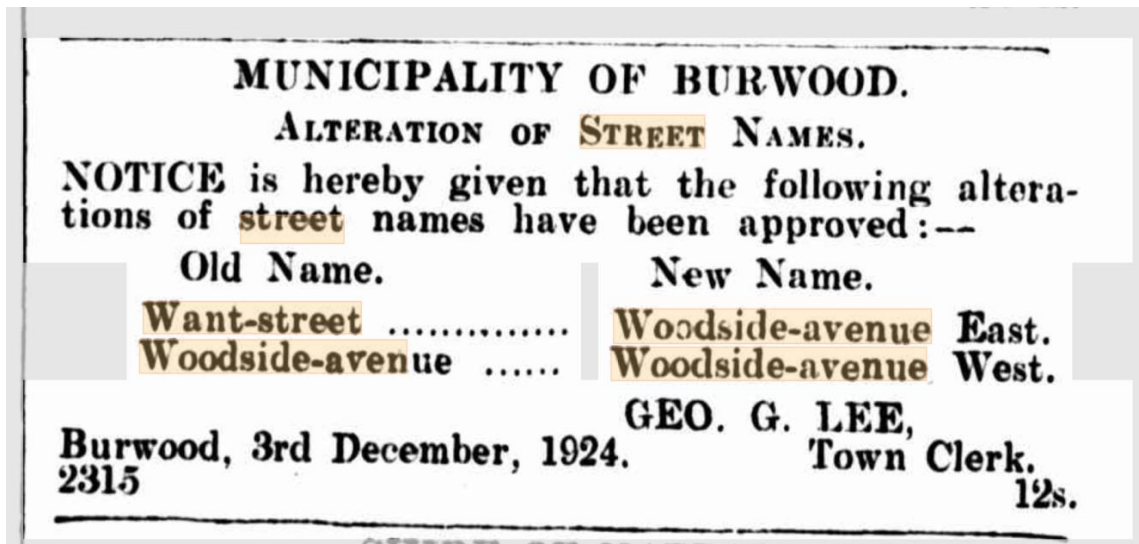 MUNICIPALITY OF BURWOOD.
ALTERATION OF STREET NAMES.
NOTICE is hereby given that the following altera-
tions of street names have been approved:--
Old Name. New Name.
Want-street .............. Woodside-avenue East.
Woodside-avenue ...... Woodside-avenue West.
GEO. G. LEE,
Burwood, 3rd December, 1924. Town Clerk.
2315 12s.